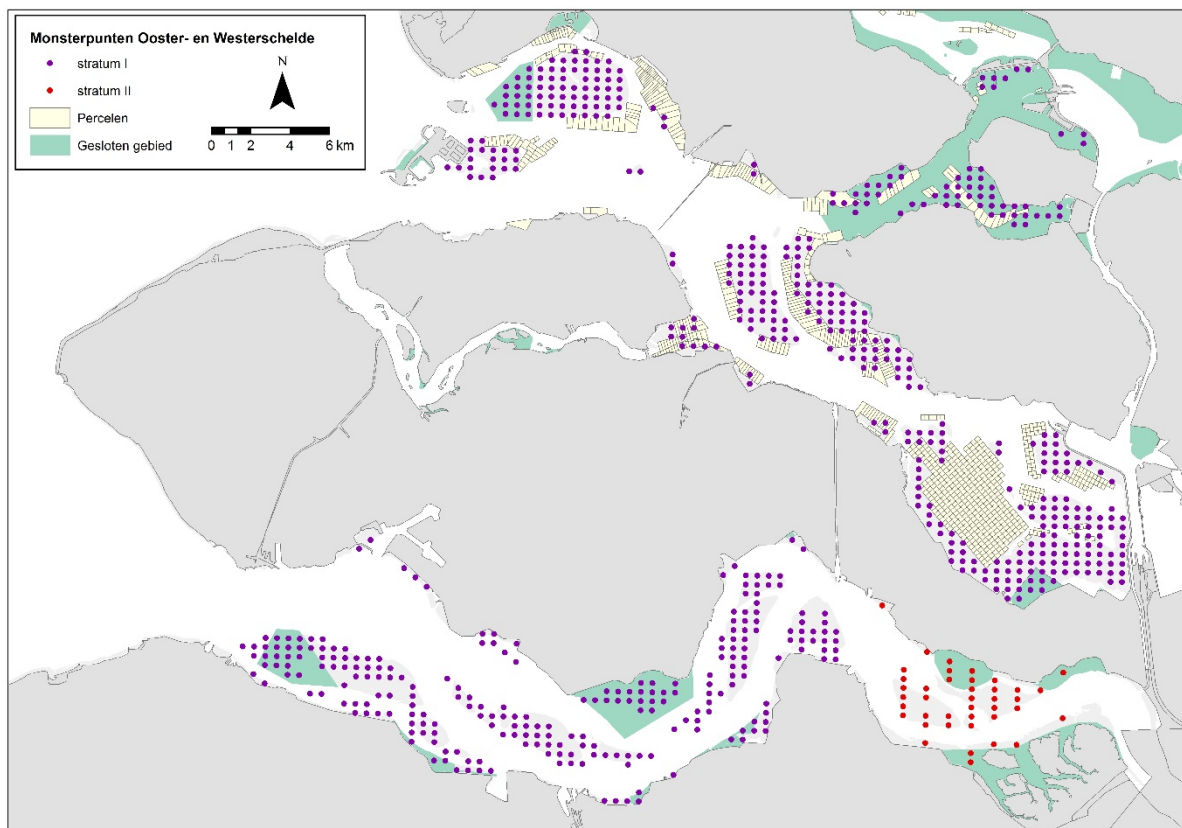 Monsterpunten Ooster- en Westerschelde
stratum I
stratum II
Percelen
Gesloten gebied
N
0 1 2 4 6 km